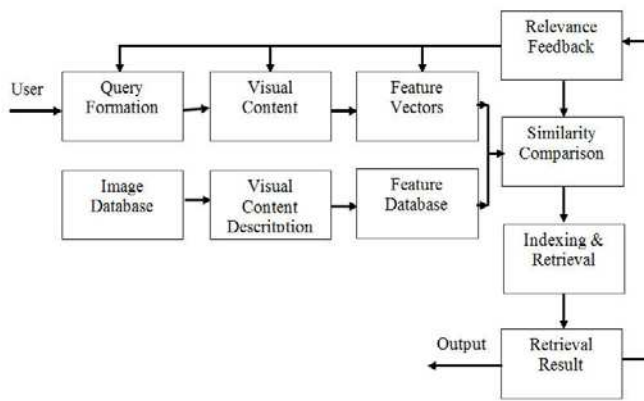 Relevance
Feedback
User
Query
Formation
Visual
Content
Feature
Vectors
Similarity
Comparison
Image
Database
Visual
Content
Descritption
Feature
Database
Indexing &
Retrieval
Output
Retrieval
Result